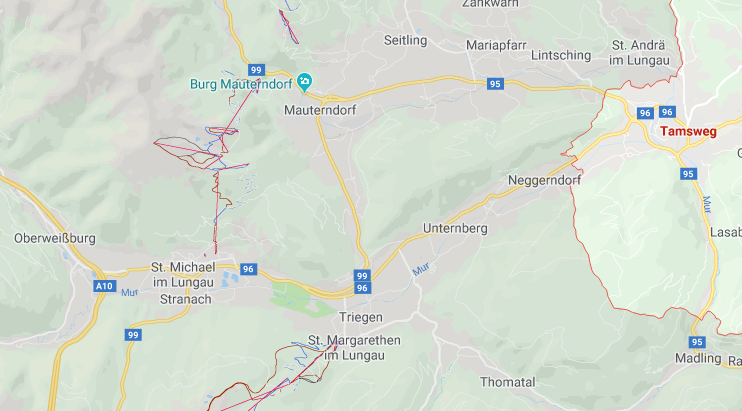 Zankwarn
Seitling
Mariapfarr
Lintsching
St. Andrä
im Lungau
99
Burg Mauterndorf
95
Mauterndorf
96
96
Tamsweg
Neggerndorf
95
Mur
Unternberg
Lasab
Oberweißburg
St. Michael
im Lungau
96
99
96
Mur
A10
Mur
Stranach
Triegen
99
St. Margarethen
im Lungau
95
Madling
Ra
Thomatal